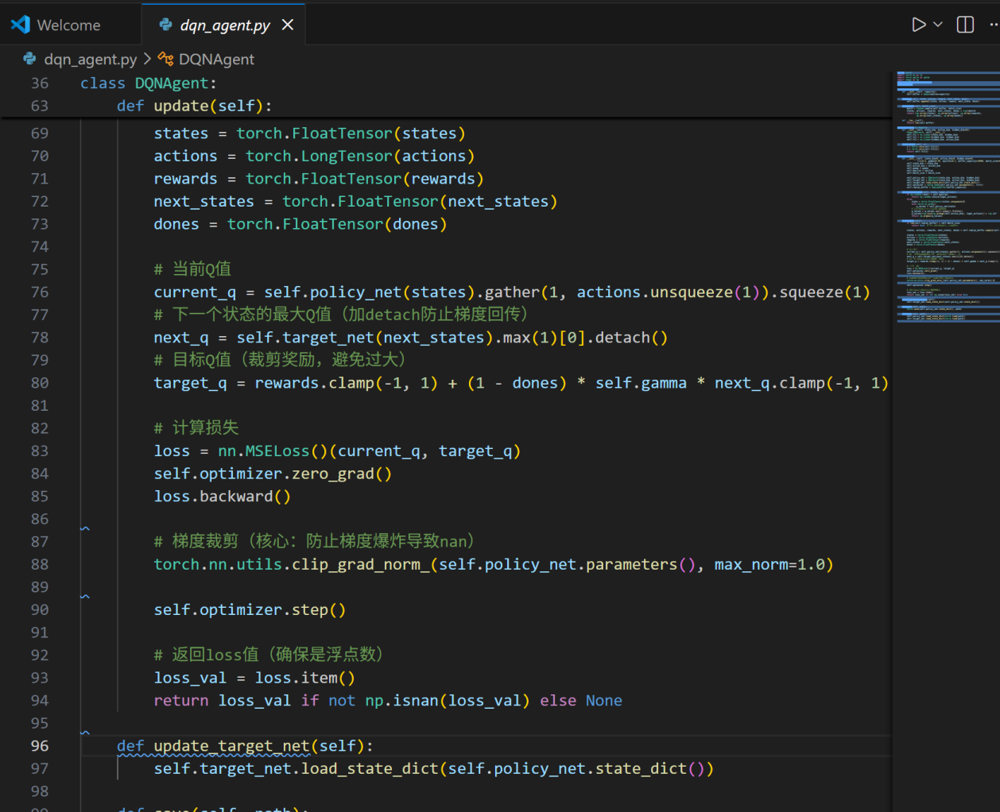 Welcome
dqn_agent.py
dqn_agent.py > DQNAgent
36 class DQNAgent:
63 def update(self):
69 states = torch.FloatTensor(states)
70 actions = torch.LongTensor(actions)
71 rewards = torch.FloatTensor(rewards)
72 next_states = torch.FloatTensor(next_states)
73 dones = torch.FloatTensor(dones)
74
75 # 当前Q值
76 current_q = self.policy_net(states).gather(1, actions.unsqueeze(1)).squeeze(1)
77 # 下一个状态的最大Q值（加detach防止梯度回传）
78 next_q = self.target_net(next_states).max(1)[0].detach()
79 # 目标Q值（裁剪奖励，避免过大）
80 target_q = rewards.clamp(-1, 1) + (1 - dones) * self.gamma * next_q.clamp(-1, 1)
81
82 # 计算损失
83 loss = nn.MSELoss()(current_q, target_q)
84 self.optimizer.zero_grad()
85 loss.backward()
86
87 # 梯度裁剪（核心：防止梯度爆炸导致nan）
88 torch.nn.utils.clip_grad_norm_(self.policy_net.parameters(), max_norm=1.0)
89
90 self.optimizer.step()
91
92 # 返回loss值（确保是浮点数）
93 loss_val = loss.item()
94 return loss_val if not np.isnan(loss_val) else None
95
96 def update_target_net(self):
97 self.target_net.load_state_dict(self.policy_net.state_dict())
98